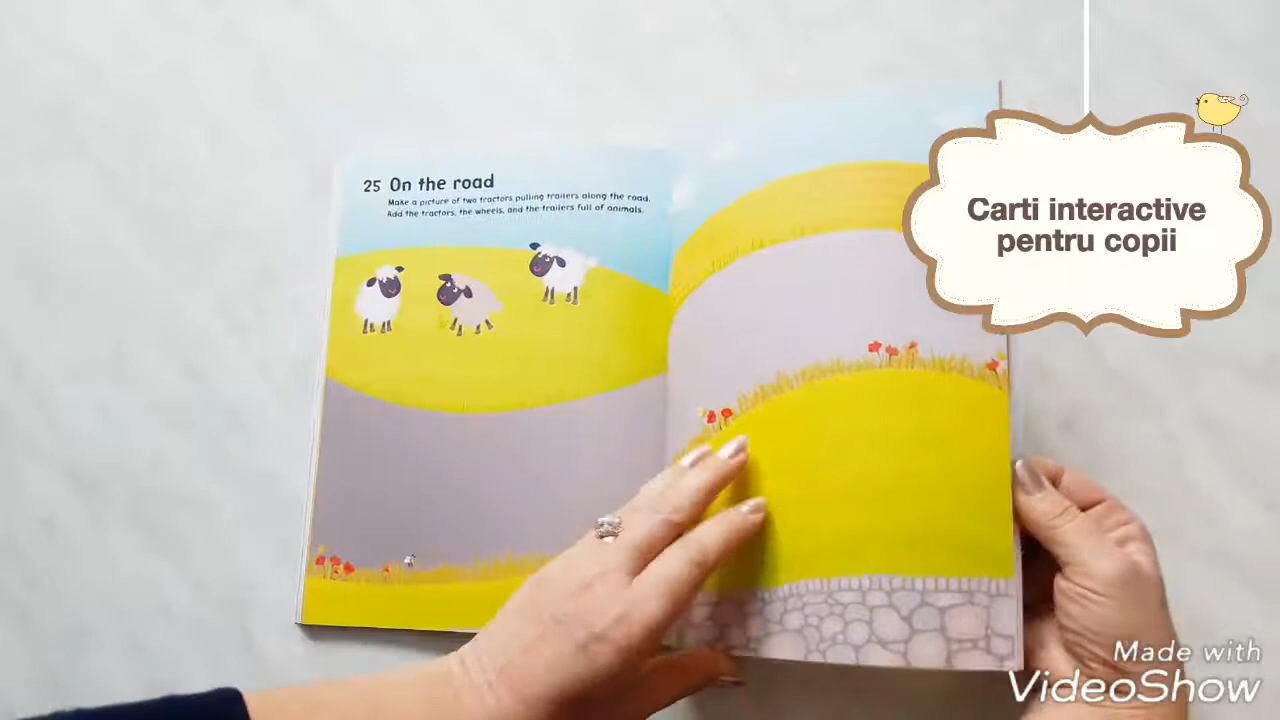 25 On the road
Make a picture of two tractors pulling trailers along the road.
Add the tractors, the wheels, and the trailers full of animals.
Carti interactive
pentru copii
Made with
VideoShow